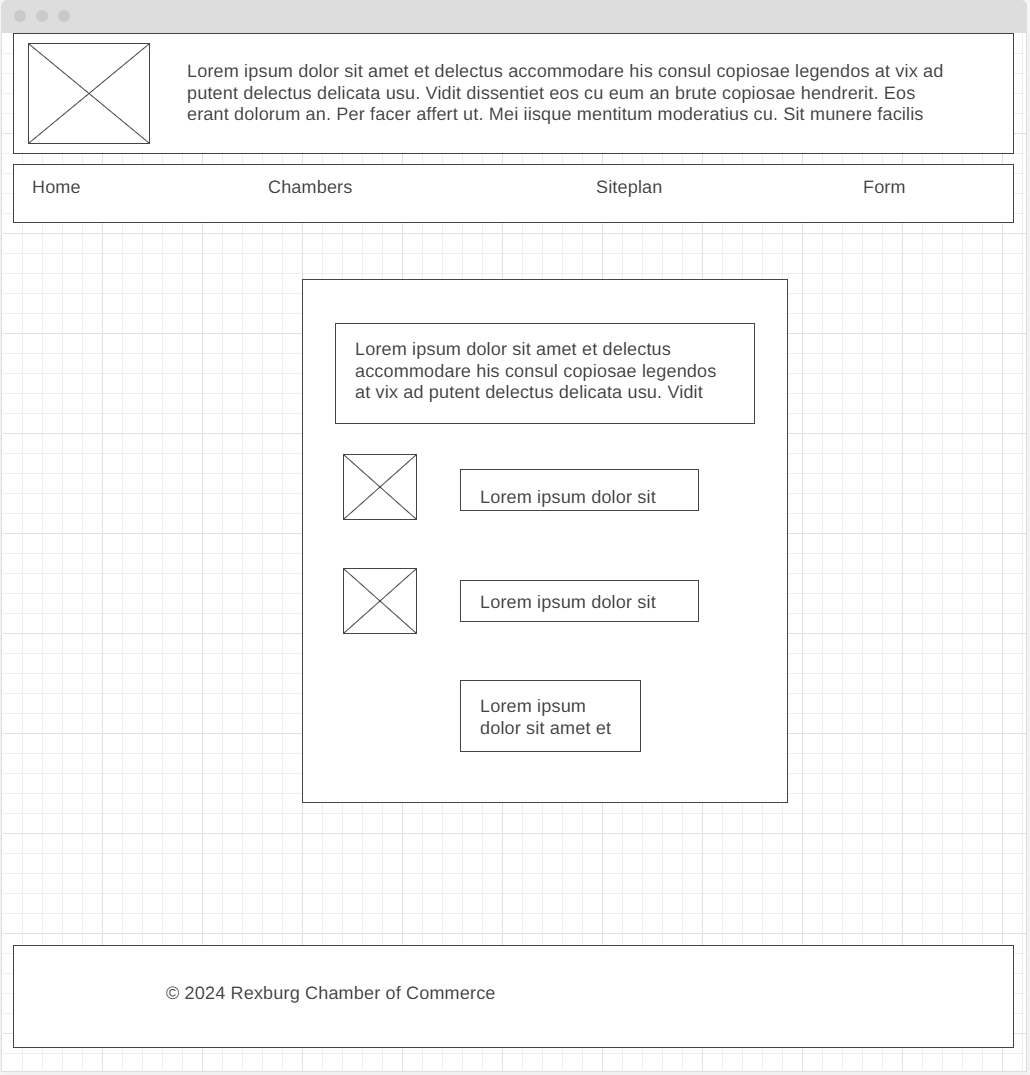 Lorem ipsum dolor sit amet et delectus accommodare his consul copiosae legendos at vix ad
putent delectus delicata usu. Vidit dissentiet eos cu eum an brute copiosae hendrerit. Eos
erant dolorum an. Per facer affert ut. Mei iisque mentitum moderatius cu. Sit munere facilis
Home Chambers Siteplan Form
Lorem ipsum dolor sit amet et delectus
accommodare his consul copiosae legendos
at vix ad putent delectus delicata usu. Vidit
Lorem ipsum dolor sit
Lorem ipsum dolor sit
Lorem ipsum
dolor sit amet et
© 2024 Rexburg Chamber of Commerce